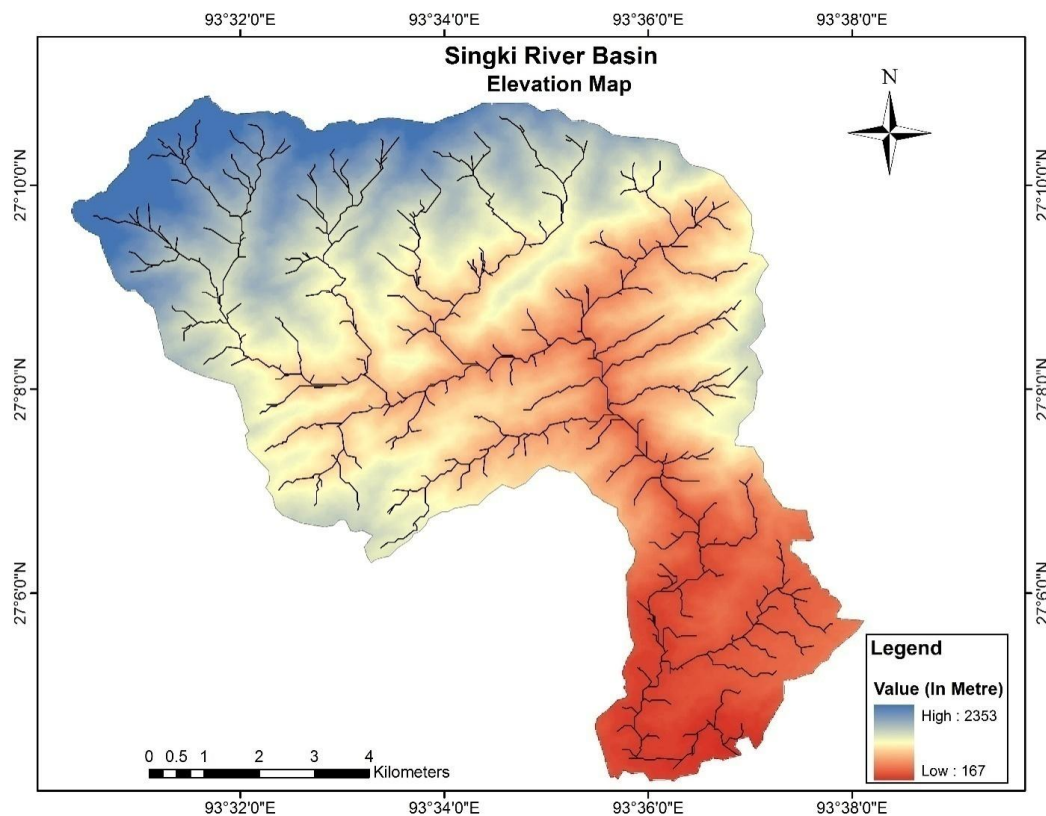 93°32'0"E
93°34'0"E
93°36'0"E
93°38'0"E
Singki River Basin
Elevation Map
N
27°10'0"N
27°10'0"N
27°8'0"N
27°8'0"N
27°6'0"N
27°6'0"N
Legend
Value (In Metre)
High : 2353
Low : 167
0 0.5 1 2 3 4
Kilometers
93°32'0"E
93°34'0"E
93°36'0"E
93°38'0"E